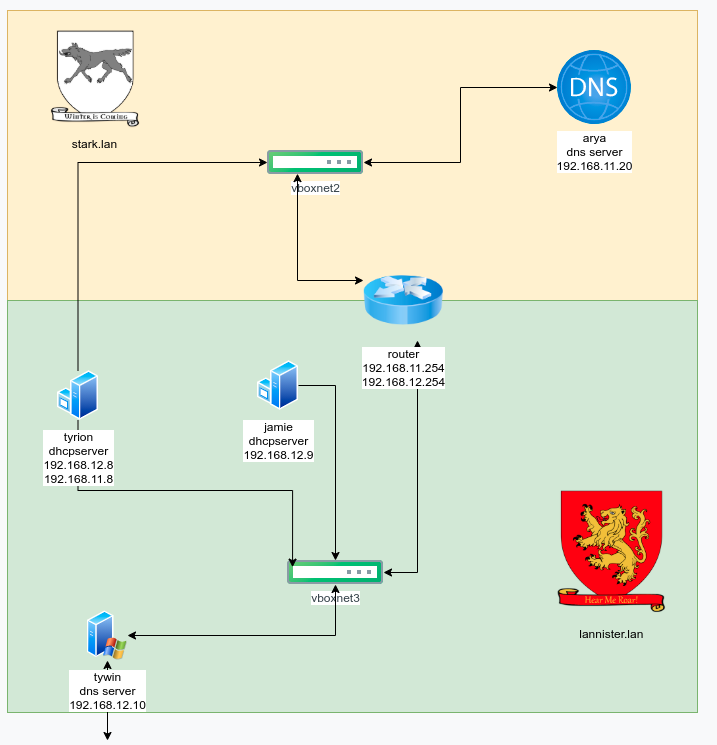 WINTER IS COMING
stark.lan
DNS
arya
dns server
192.168.11.20
vboxnet2
router
192.168.11.254
192.168.12.254
tyrion
dhcpserver
192.168.12.8
192.168.11.8
jamie
dhcpserver
192.168.12.9
vboxnet3
Hear Me Roar!
lannister.lan
tywin
dns server
192.168.12.10